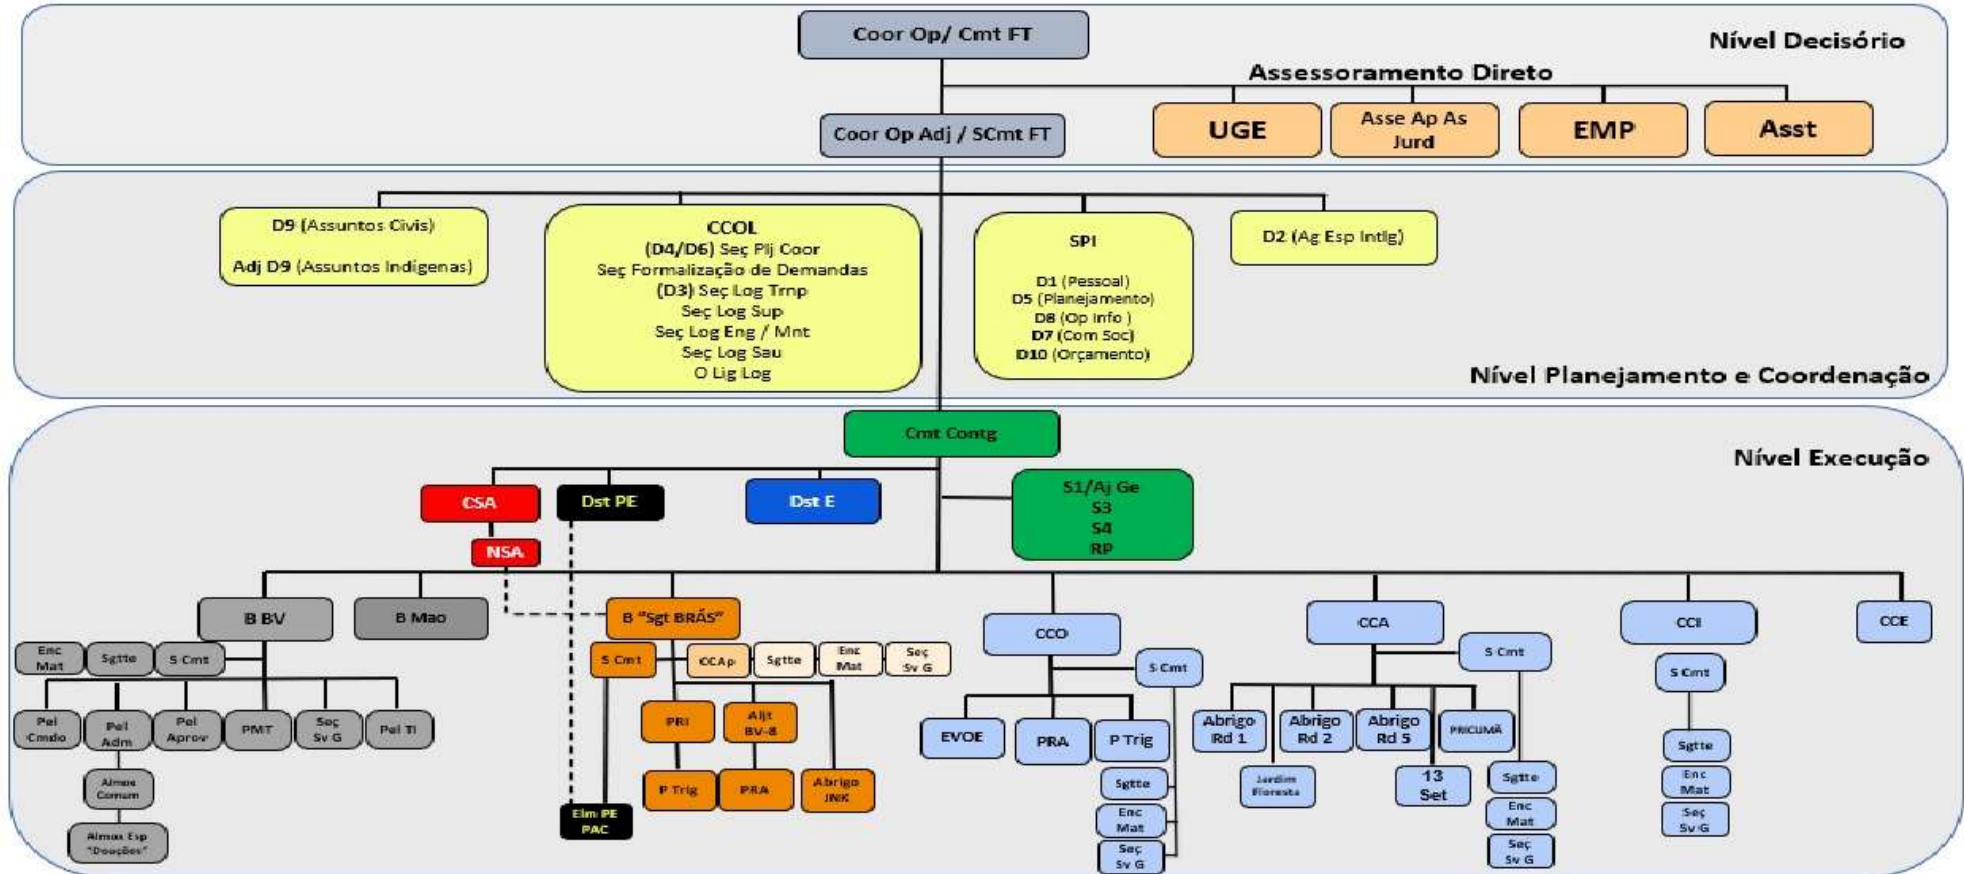 Coor Op/ Cmt FT
Nível Decisório
Assessoramento Direto
Coor Op Adj / SCmt FT
UGE
Asse Ap As
Jurd
EMP
Asst
D9 (Assuntos Civis)
Adj D9 (Assuntos Indígenas)
CCOL
(D4/D6) Seç Plj Coor
Seç Formalização de Demandas
(D3) Seç Log Trnp
Seç Log Sup
Seç Log Eng / Mnt
Seç Log Sau
O Lig Log
SPI
D1 (Pessoal)
D5 (Planejamento)
D8 (Op Info )
D7 (Com Soc)
D10 (Orçamento)
D2 (Ag Esp Intlg)
Nível Planejamento e Coordenação
Cmt Contg
Nível Execução
CSA
Dst PE
Dst E
S1/Aj Ge
S3
S4
RP
NSA
B BV
B Mao
B "Sgt BRÁS"
CCO
CCA
CCI
CCE
Enc
Mat
Sgtte
S Cmt
S Cmt
CCAp
Sgtte
Enc
Mat
Seç
Sv G
S Cmt
S Cmt
S Cmt
Pel
Cmdo
Pel
Adm
Pel
Aprov
PMT
Seç
Sv G
Pel TI
PRI
Aljt
BV-8
EVOE
PRA
P Trig
Abrigo
Rd 1
Abrigo
Rd 2
Abrigo
Rd 5
PRICUMÃ
Sgtte
Almox
Comum
P Trig
PRA
Abrigo
JNK
Sgtte
Jardim
Floresta
13
Set
Sgtte
Enc
Mat
Elm PE
PAC
Enc
Mat
Enc
Mat
Seç
Sv G
Almox Esp
"Doações"
Seç
Sv G
Seç
Sv G